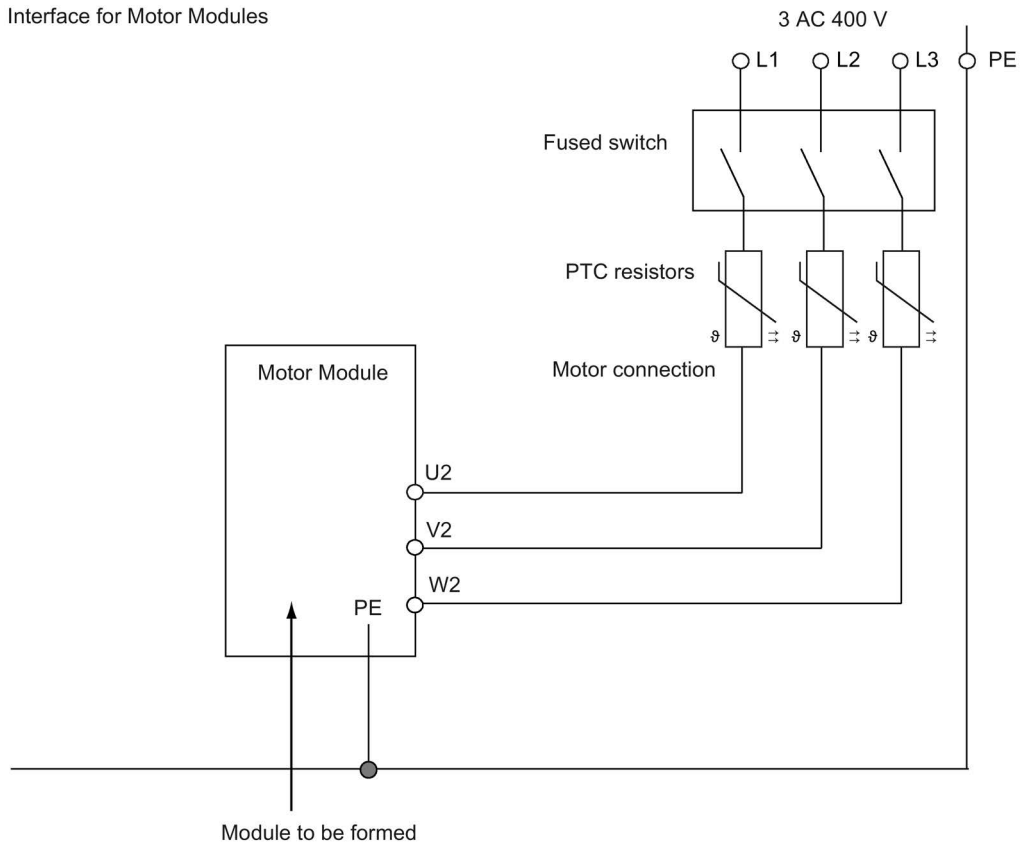 Interface for Motor Modules
3 AC 400 V
L1 L2 L3 PE
Fused switch
PTC resistors
ϑ ϑ ϑ
Motor connection
Motor Module
U2
V2
W2
PE
Module to be formed